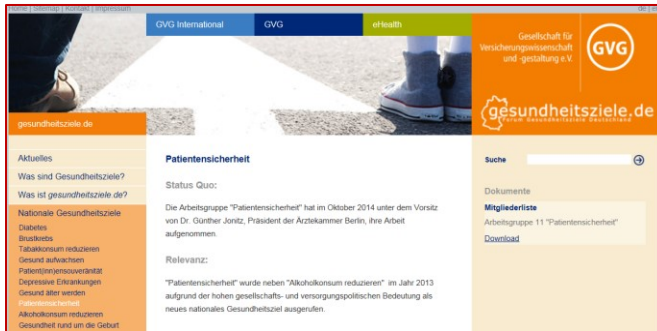 Home | Sitemap | Kontakt | Impressum
de |
GVG International
GVG
eHealth
Gesellschaft für
Versicherungswissenschaft
und -gestaltung e.V.
GVG
gesundheitsziele.de
Forum Gesundheitsziele Deutschland
gesundheitsziele.de
Aktuelles
Was sind Gesundheitsziele?
Was ist gesundheitsziele.de?
Nationale Gesundheitsziele
Diabetes
Brustkrebs
Tabakkonsum reduzieren
Gesund aufwachsen
Patient(inn)ensouveränität
Depressive Erkrankungen
Gesund älter werden
Patientensicherheit
Alkoholkonsum reduzieren
Gesundheit rund um die Geburt
Patientensicherheit
Status Quo:
Die Arbeitsgruppe "Patientensicherheit" hat im Oktober 2014 unter dem Vorsitz
von Dr. Günther Jonitz, Präsident der Ärztekammer Berlin, ihre Arbeit
aufgenommen.
Relevanz:
"Patientensicherheit" wurde neben "Alkoholkonsum reduzieren" im Jahr 2013
aufgrund der hohen gesellschafts- und versorgungspolitischen Bedeutung als
neues nationales Gesundheitsziel ausgerufen.
Suche
Dokumente
Mitgliederliste
Arbeitsgruppe 11 "Patientensicherheit"
Download